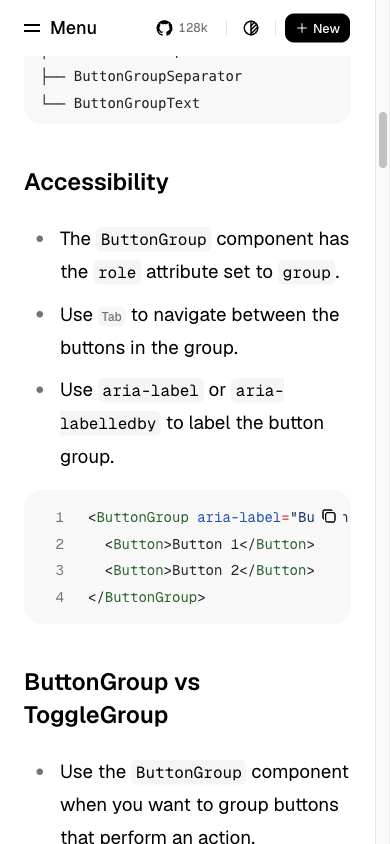 Menu 128k New
├── ButtonGroupSeparator
└── ButtonGroupText
Accessibility
The ButtonGroup component has
the role attribute set to group.
Use Tab to navigate between the
buttons in the group.
Use aria-label or aria-
labelledby to label the button
group.
1 <ButtonGroup aria-label="Bu
2 <Button>Button 1</Button>
3 <Button>Button 2</Button>
4 </ButtonGroup>
ButtonGroup vs
ToggleGroup
Use the ButtonGroup component
when you want to group buttons
that perform an action.